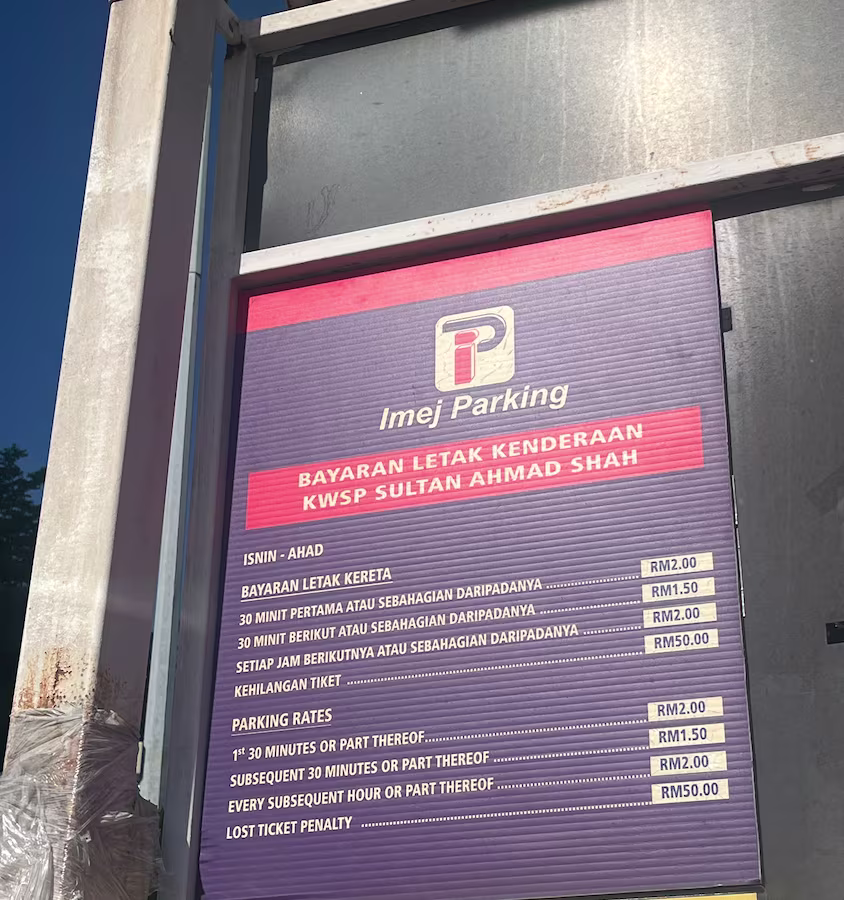 iP
Imej Parking
BAYARAN LETAK KENDERAAN
KWSP SULTAN AHMAD SHAH
ISNIN - AHAD
BAYARAN LETAK KERETA
30 MINIT PERTAMA ATAU SEBAHAGIAN DARIPADANYA ........................ RM2.00
30 MINIT BERIKUT ATAU SEBAHAGIAN DARIPADANYA ........................ RM1.50
SETIAP JAM BERIKUTNYA ATAU SEBAHAGIAN DARIPADANYA ............... RM2.00
KEHILANGAN TIKET ........................................................................ RM50.00
PARKING RATES
1st 30 MINUTES OR PART THEREOF........................................................ RM2.00
SUBSEQUENT 30 MINUTES OR PART THEREOF ...................................... RM1.50
EVERY SUBSEQUENT HOUR OR PART THEREOF ..................................... RM2.00
LOST TICKET PENALTY ........................................................................ RM50.00